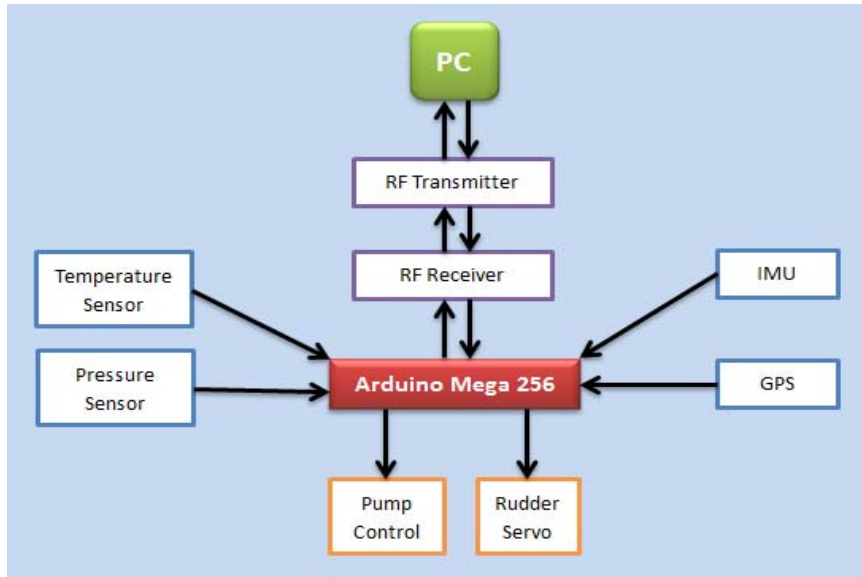 PC
RF Transmitter
RF Receiver
Temperature
Sensor
IMU
Pressure
Sensor
Arduino Mega 256
GPS
Pump
Control
Rudder
Servo